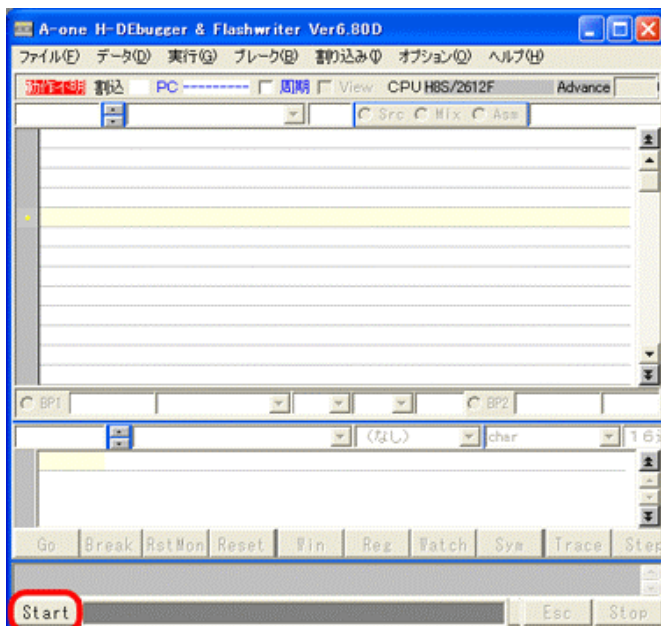 A-one H-DEbugger & Flashwriter Ver6.80D
ファイル(F) データ(D) 実行(G) ブレーク(B) 割り込み(I) オプション(O) ヘルプ(H)
割込 PC --------- 周期 View CPU H8S/2612F Advance
Src Mix Asm
BP1 BP2
(なし) char 16進
Go Break RstMon Reset Win Reg Watch Sym Trace Step
Start Esc Stop